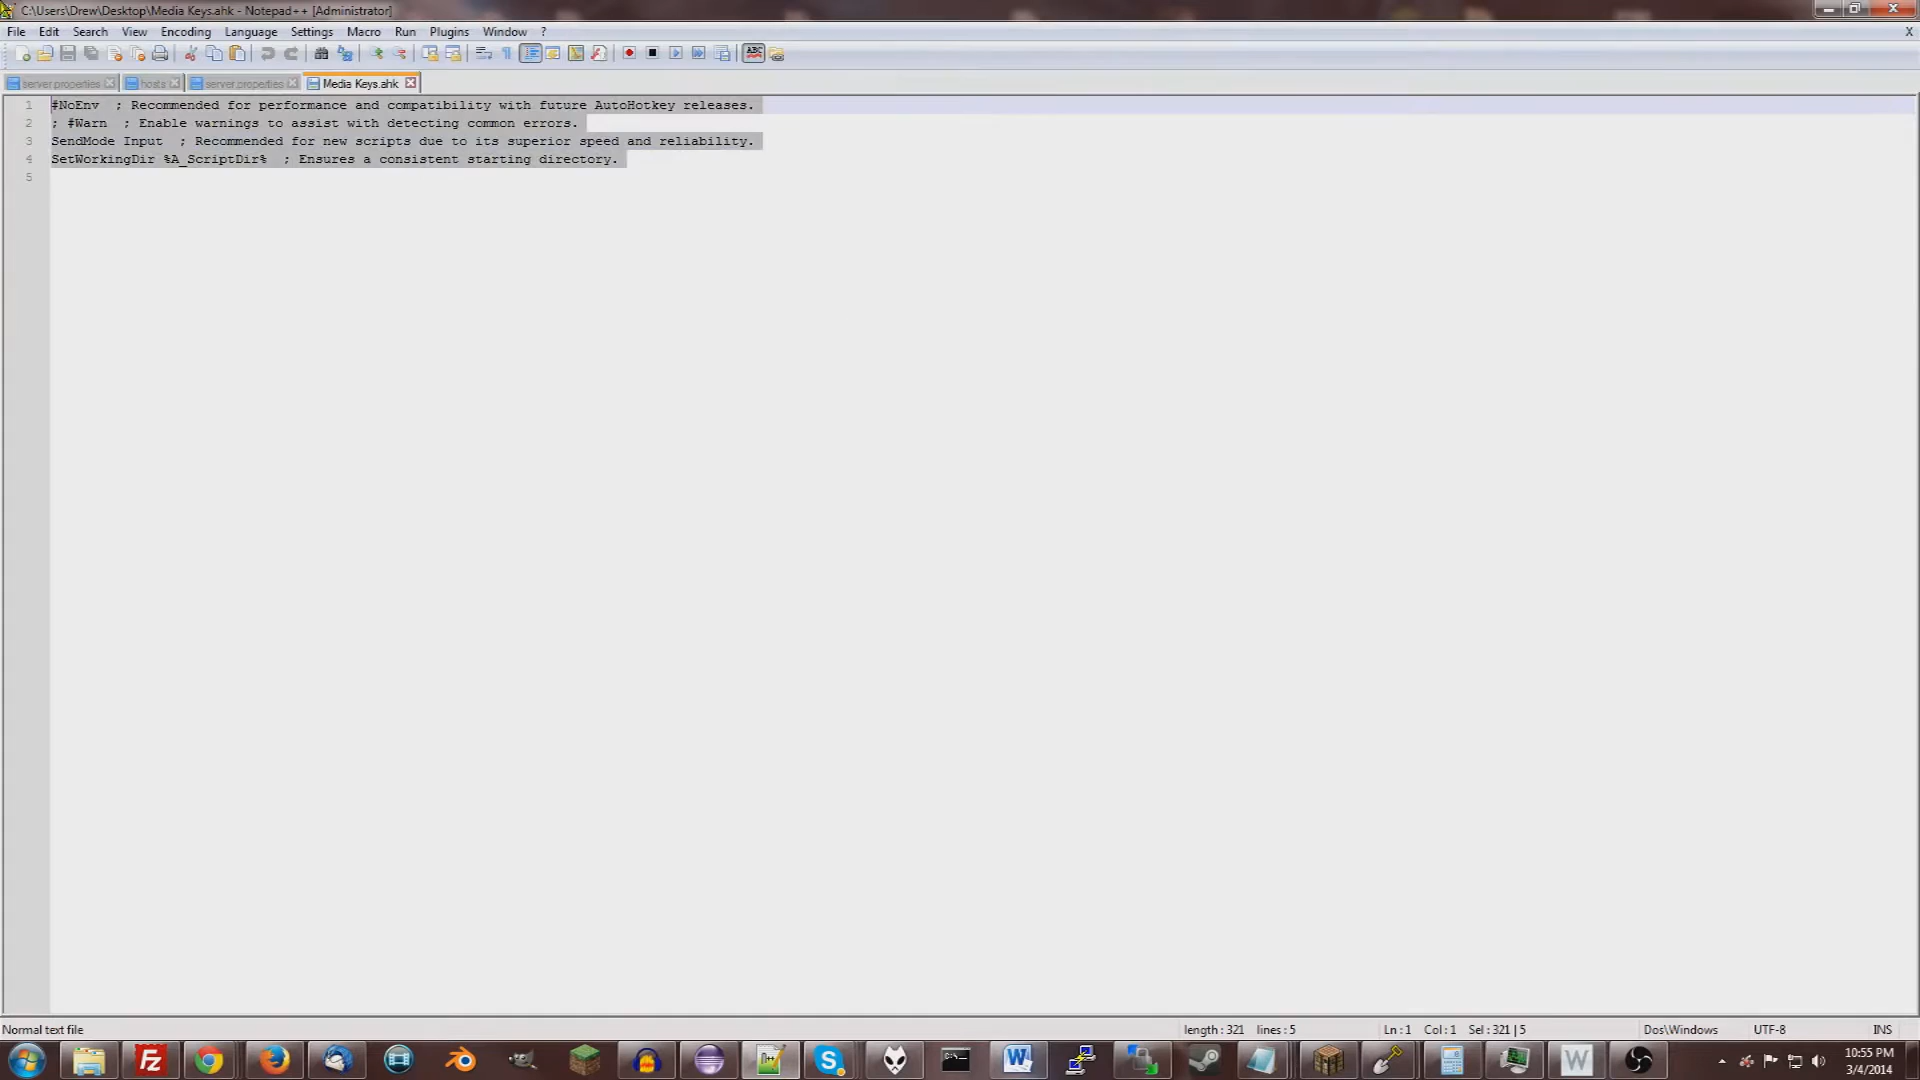 C:\Users\Drew\Desktop\Media Keys.ahk - Notepad++ [Administrator]
File Edit Search View Encoding Language Settings Macro Run Plugins Window ? X
server.properties hosts server.properties Media Keys.ahk
1 #NoEnv  ; Recommended for performance and compatibility with future AutoHotkey releases.
2 ; #Warn  ; Enable warnings to assist with detecting common errors.
3 SendMode Input  ; Recommended for new scripts due to its superior speed and reliability.
4 SetWorkingDir %A_ScriptDir%  ; Ensures a consistent starting directory.
5
Normal text file length : 321 lines : 5 Ln : 1 Col : 1 Sel : 321 | 5 Dos\Windows UTF-8 INS
10:55 PM
3/4/2014